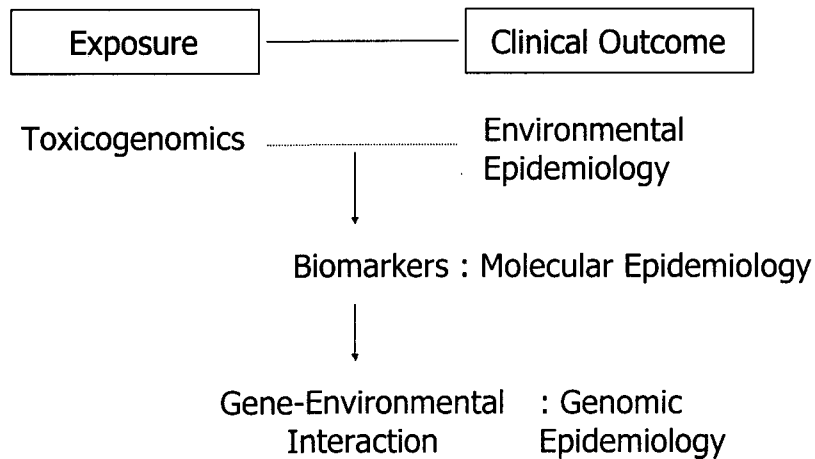 Exposure
Clinical Outcome
Toxicogenomics
Environmental
Epidemiology
Biomarkers : Molecular Epidemiology
Gene-Environmental : Genomic
Interaction Epidemiology